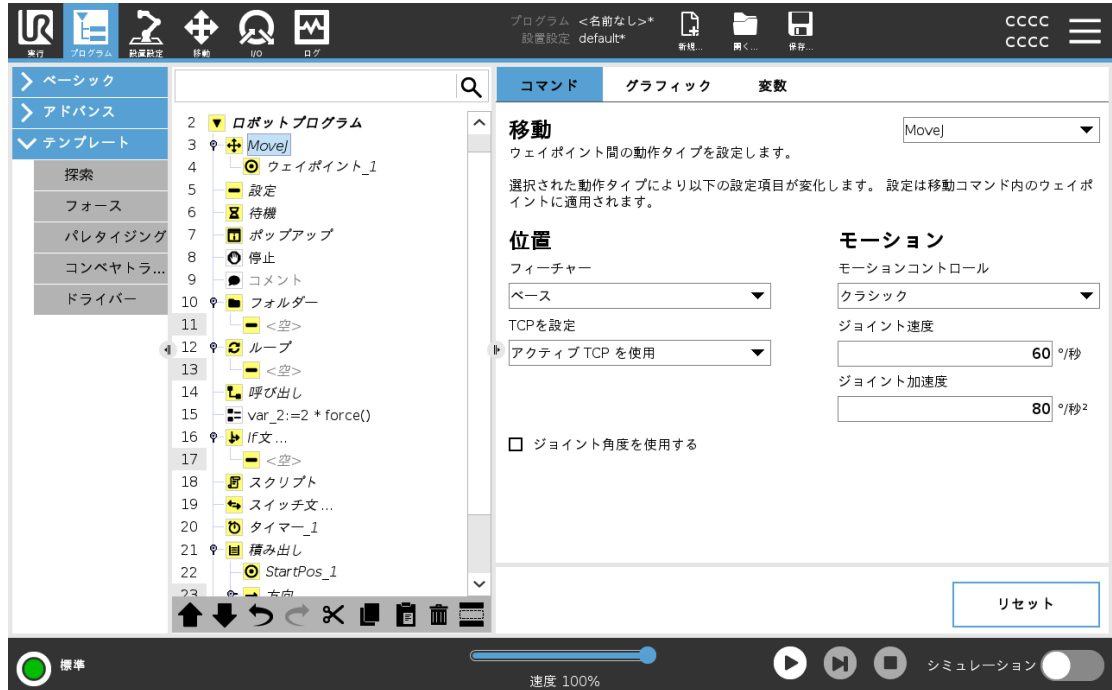 UR
実行
プログラム
設置設定
移動
I/O
ログ
プログラム <名前なし>*
設置設定 default*
新規...
開く...
保存...
CCCC
CCCC
ベーシック
アドバンス
テンプレート
探索
フォース
パレタイジング
コンベヤトラ...
ドライバー
2 ロボットプログラム
3 MoveJ
4 ウェイポイント_1
5 設定
6 待機
7 ポップアップ
8 停止
9 コメント
10 フォルダー
11 <空>
12 ループ
13 <空>
14 呼び出し
15 var_2:=2 * force()
16 If文...
17 <空>
18 スクリプト
19 スイッチ文...
20 タイマー_1
21 積み出し
22 StartPos_1
23 方向
コマンド
グラフィック
変数
移動
MoveJ
ウェイポイント間の動作タイプを設定します。
選択された動作タイプにより以下の設定項目が変化します。 設定は移動コマンド内のウェイポ
イントに適用されます。
位置
フィーチャー
ベース
TCPを設定
アクティブ TCP を使用
ジョイント角度を使用する
モーション
モーションコントロール
クラシック
ジョイント速度
60 °/秒
ジョイント加速度
80 °/秒²
リセット
標準
速度 100%
シミュレーション